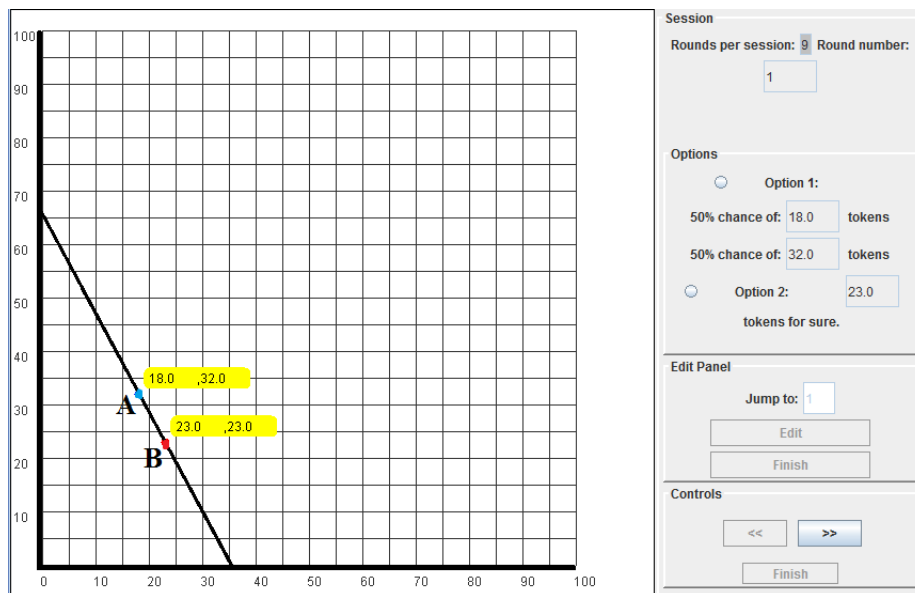 100
90
80
70
60
50
40
30
20
10
0 10 20 30 40 50 60 70 80 90 100
18.0 ,32.0
A
23.0 ,23.0
B
Session
Rounds per session: 9 Round number:
1
Options
Option 1:
50% chance of: 18.0 tokens
50% chance of: 32.0 tokens
Option 2: 23.0
tokens for sure.
Edit Panel
Jump to: 1
Edit
Finish
Controls
<< >>
Finish